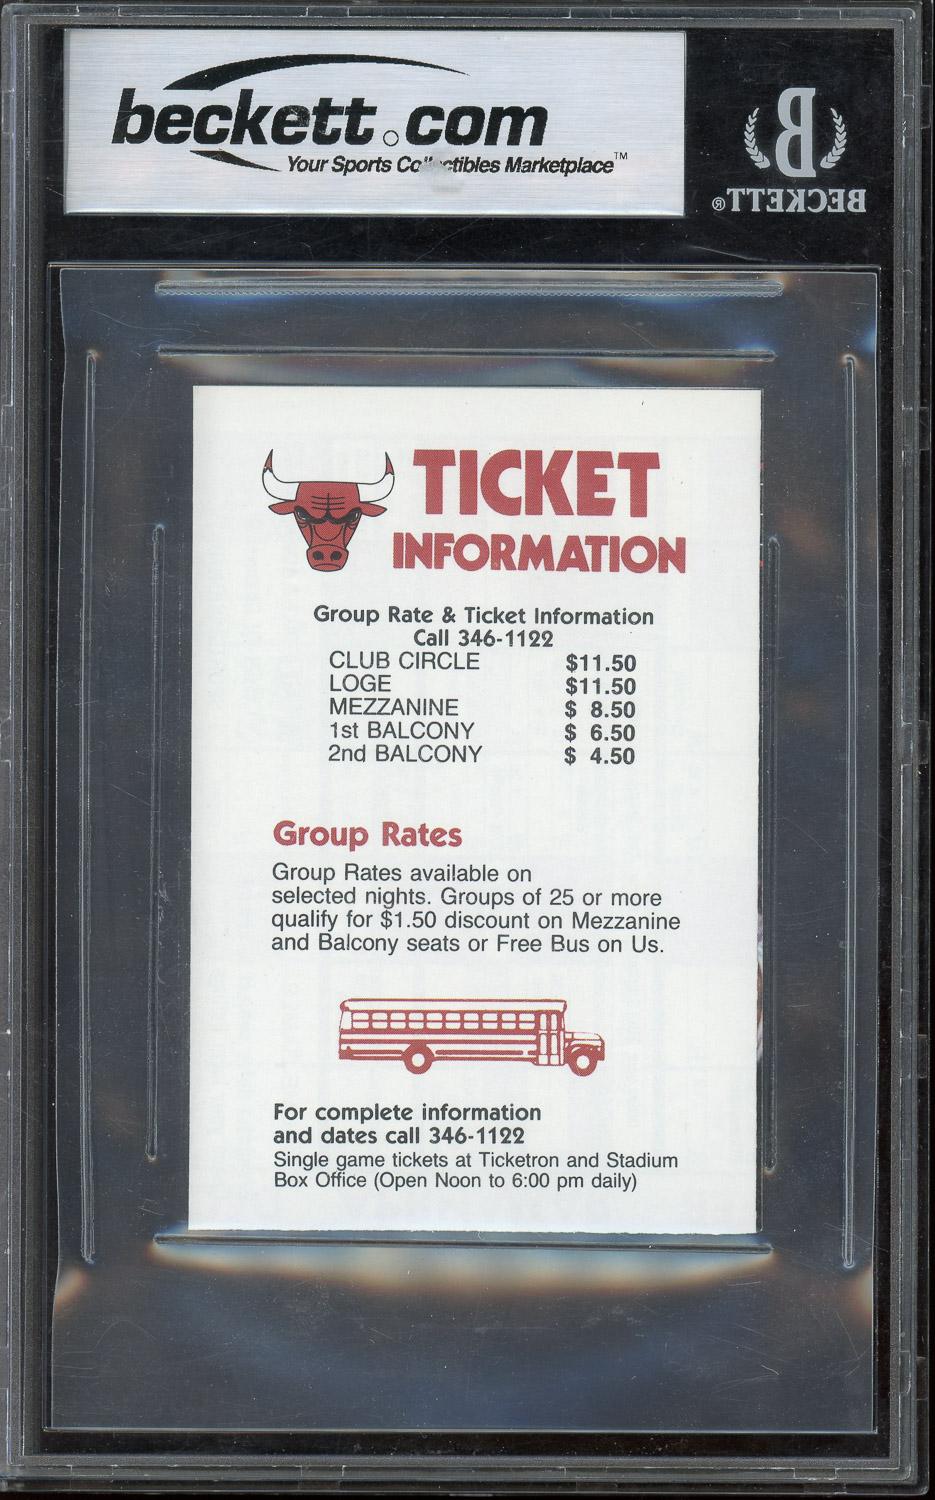 beckett.com
Your Sports Collectibles Marketplace™
B
BECKETT®
TICKET
INFORMATION
Group Rate & Ticket Information
Call 346-1122
CLUB CIRCLE $11.50
LOGE $11.50
MEZZANINE $ 8.50
1st BALCONY $ 6.50
2nd BALCONY $ 4.50
Group Rates
Group Rates available on
selected nights. Groups of 25 or more
qualify for $1.50 discount on Mezzanine
and Balcony seats or Free Bus on Us.
For complete information
and dates call 346-1122
Single game tickets at Ticketron and Stadium
Box Office (Open Noon to 6:00 pm daily)